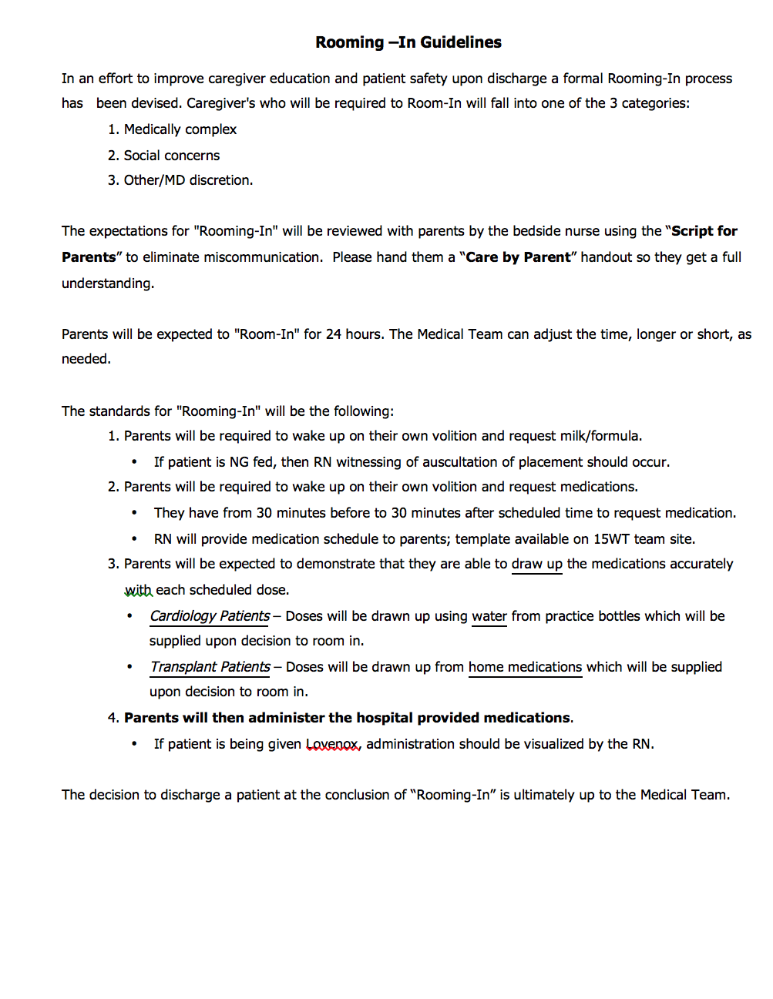 Rooming –In Guidelines
In an effort to improve caregiver education and patient safety upon discharge a formal Rooming-In process
has been devised. Caregiver's who will be required to Room-In will fall into one of the 3 categories:
1. Medically complex
2. Social concerns
3. Other/MD discretion.
The expectations for "Rooming-In" will be reviewed with parents by the bedside nurse using the “Script for
Parents” to eliminate miscommunication. Please hand them a “Care by Parent” handout so they get a full
understanding.
Parents will be expected to "Room-In" for 24 hours. The Medical Team can adjust the time, longer or short, as
needed.
The standards for "Rooming-In" will be the following:
1. Parents will be required to wake up on their own volition and request milk/formula.
• If patient is NG fed, then RN witnessing of auscultation of placement should occur.
2. Parents will be required to wake up on their own volition and request medications.
• They have from 30 minutes before to 30 minutes after scheduled time to request medication.
• RN will provide medication schedule to parents; template available on 15WT team site.
3. Parents will be expected to demonstrate that they are able to draw up the medications accurately
with each scheduled dose.
• Cardiology Patients – Doses will be drawn up using water from practice bottles which will be
supplied upon decision to room in.
• Transplant Patients – Doses will be drawn up from home medications which will be supplied
upon decision to room in.
4. Parents will then administer the hospital provided medications.
• If patient is being given Lovenox, administration should be visualized by the RN.
The decision to discharge a patient at the conclusion of “Rooming-In” is ultimately up to the Medical Team.